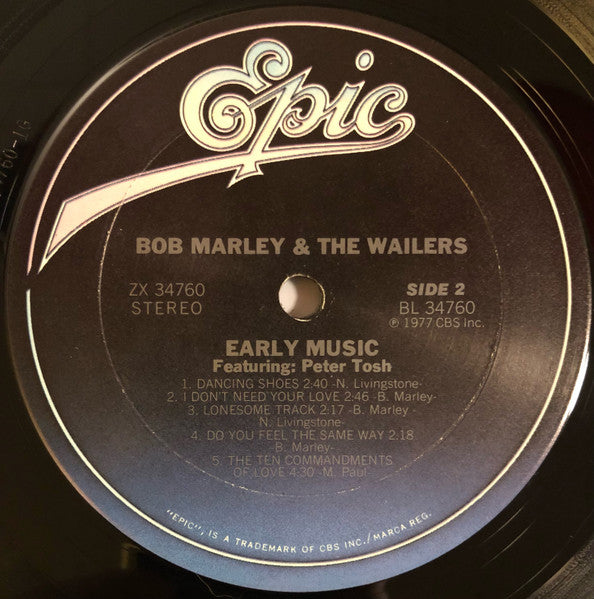 Epic
BOB MARLEY & THE WAILERS
ZX 34760
STEREO
SIDE 2
BL 34760
℗ 1977 CBS Inc.
EARLY MUSIC
Featuring: Peter Tosh
1. DANCING SHOES 2:40 -N. Livingstone-
2. I DON'T NEED YOUR LOVE 2:46 -B. Marley-
3. LONESOME TRACK 2:17 -B. Marley -
N. Livingstone-
4. DO YOU FEEL THE SAME WAY 2:18
B. Marley-
5. THE TEN COMMANDMENTS
OF LOVE 4:30 -M. Paul-
"EPIC", IS A TRADEMARK OF CBS INC./MARCA REG.